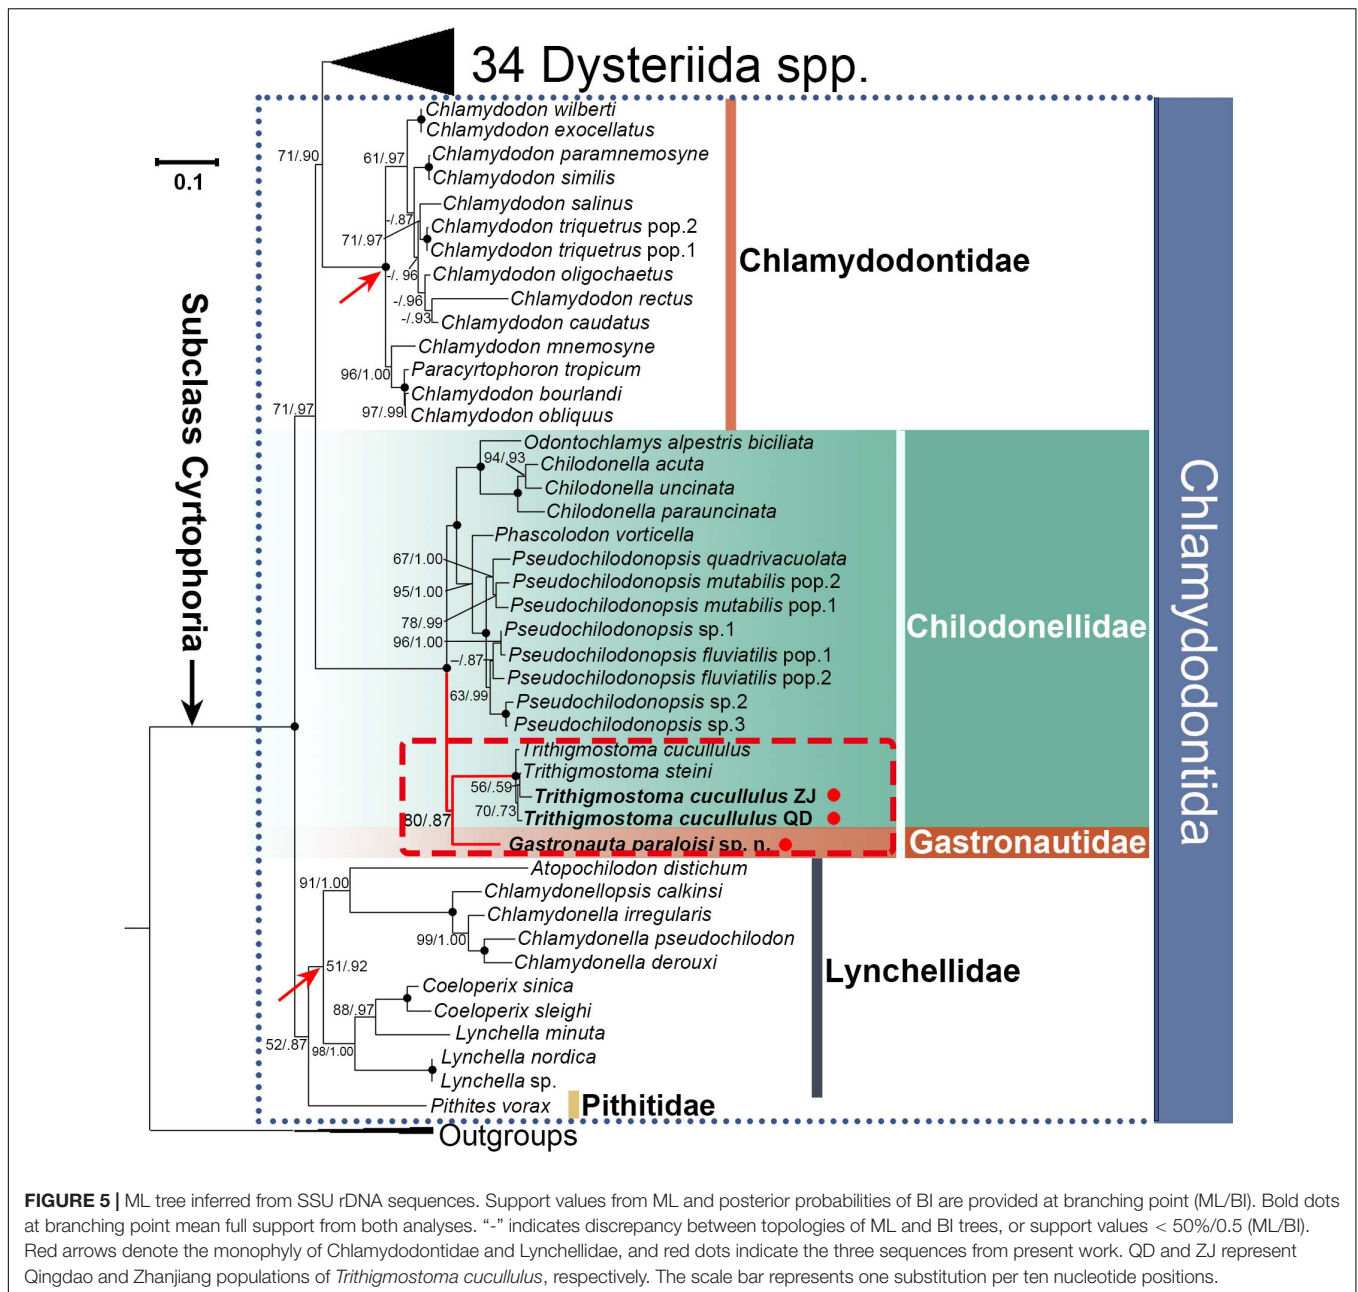 34 Dysteriida spp.
Chlamydodon wilberti
Chlamydodon exocellatus
Chlamydodon paramnemosyne
Chlamydodon similis
Chlamydodon salinus
Chlamydodon triquetrus pop.2
Chlamydodon triquetrus pop.1
Chlamydodon oligochaetus
Chlamydodon rectus
Chlamydodon caudatus
Chlamydodon mnemosyne
Paracyrtophoron tropicum
Chlamydodon bourlandi
Chlamydodon obliquus
71/.90
61/.97
-/.87
71/.97
-/. 96
-/.96
-/.93
96/1.00
97/.99
71/.97
0.1
Chlamydodontidae
Subclass Cyrtophoria
Odontochlamys alpestris biciliata
94/.93
Chilodonella acuta
Chilodonella uncinata
Chilodonella parauncinata
Phascolodon vorticella
67/1.00
Pseudochilodonopsis quadrivacuolata
Pseudochilodonopsis mutabilis pop.2
95/1.00
Pseudochilodonopsis mutabilis pop.1
78/.99
Pseudochilodonopsis sp.1
96/1.00
Pseudochilodonopsis fluviatilis pop.1
–/.87
Pseudochilodonopsis fluviatilis pop.2
63/.99
Pseudochilodonopsis sp.2
Pseudochilodonopsis sp.3
Chilodonellidae
Trithigmostoma cucullulus
Trithigmostoma steini
56/.59
Trithigmostoma cucullulus ZJ
70/.73
Trithigmostoma cucullulus QD
80/.87
Gastronauta paraloisi sp. n.
Gastronautidae
Chlamydodontida
Atopochilodon distichum
91/1.00
Chlamydonellopsis calkinsi
Chlamydonella irregularis
99/1.00
Chlamydonella pseudochilodon
Chlamydonella derouxi
51/.92
Lynchellidae
Coeloperix sinica
88/.97
Coeloperix sleighi
Lynchella minuta
52/.87
98/1.00
Lynchella nordica
Lynchella sp.
Pithites vorax
Pithitidae
Outgroups
FIGURE 5 | ML tree inferred from SSU rDNA sequences. Support values from ML and posterior probabilities of BI are provided at branching point (ML/BI). Bold dots
at branching point mean full support from both analyses. “-” indicates discrepancy between topologies of ML and BI trees, or support values < 50%/0.5 (ML/BI).
Red arrows denote the monophyly of Chlamydodontidae and Lynchellidae, and red dots indicate the three sequences from present work. QD and ZJ represent
Qingdao and Zhanjiang populations of Trithigmostoma cucullulus, respectively. The scale bar represents one substitution per ten nucleotide positions.